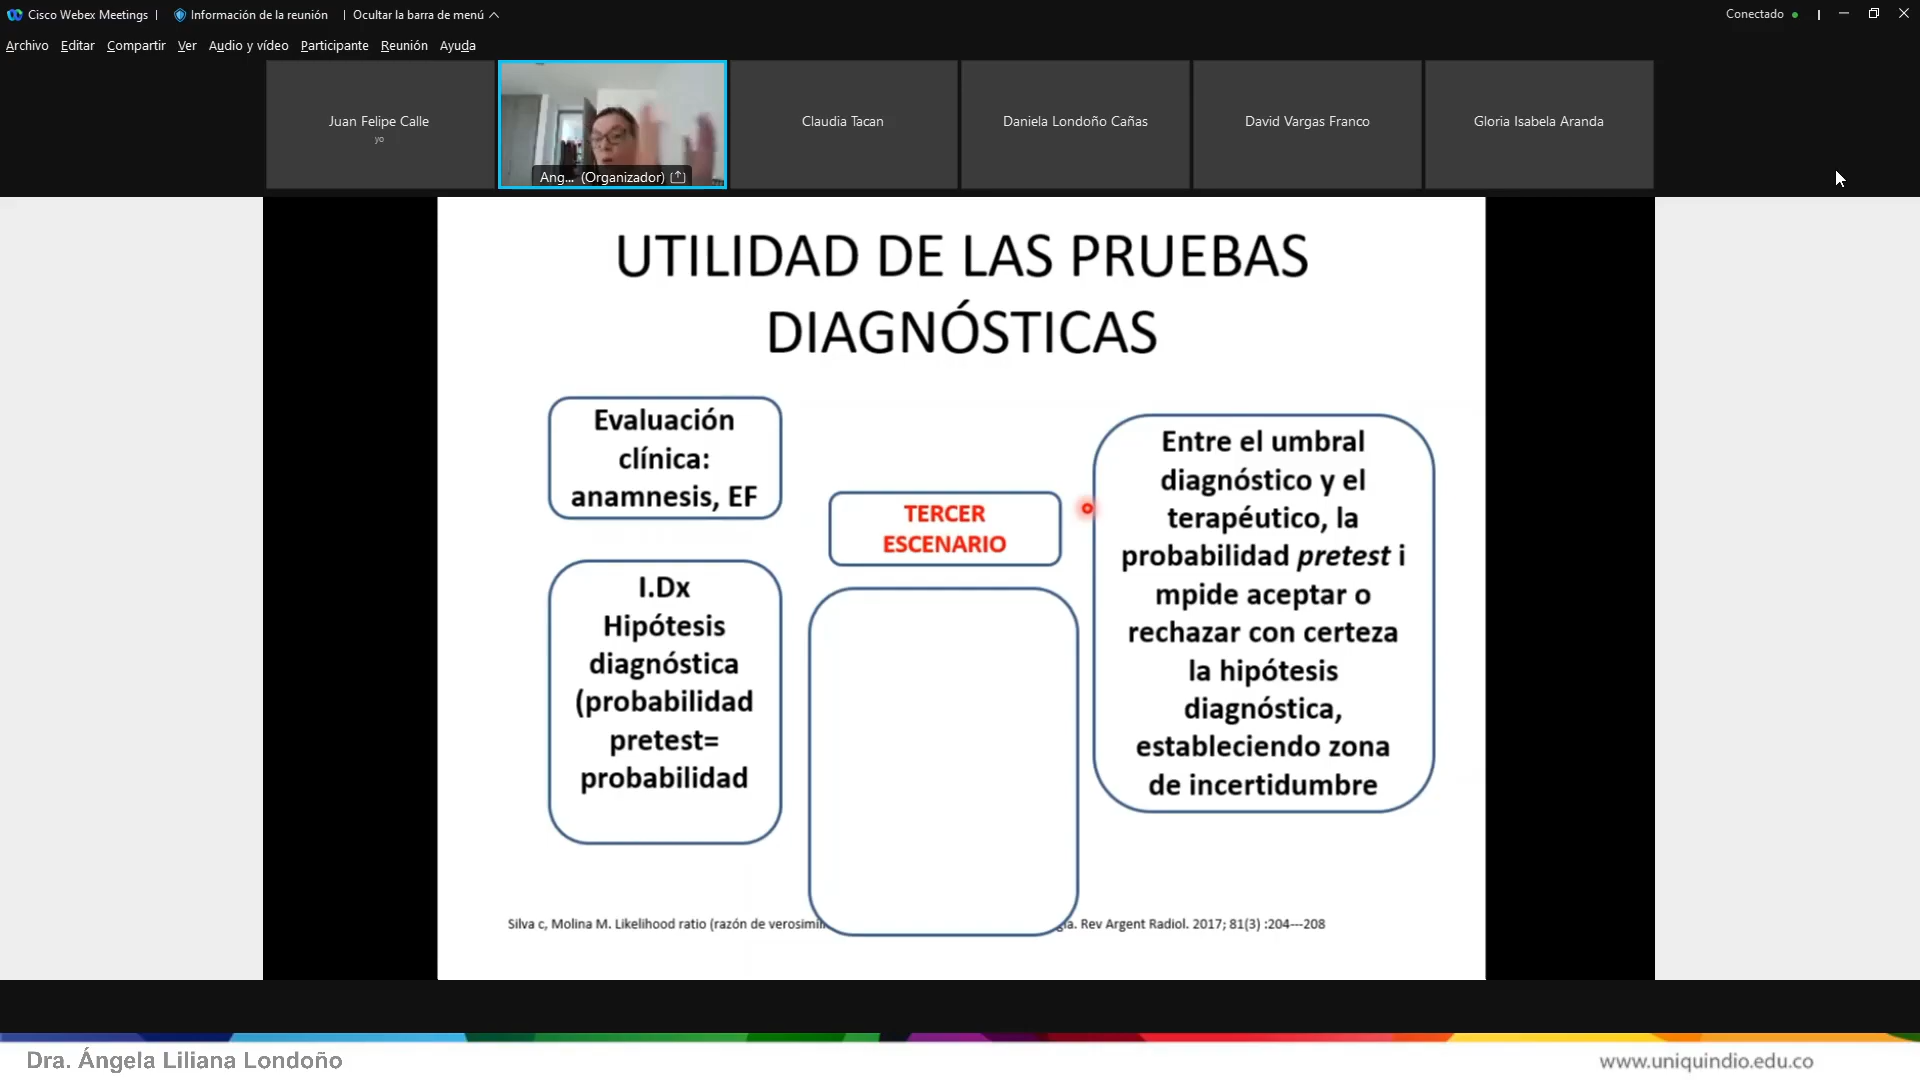 Cisco Webex Meetings | Información de la reunión | Ocultar la barra de menú
Conectado
Archivo Editar Compartir Ver Audio y vídeo Participante Reunión Ayuda
Juan Felipe Calle
yo
Ang... (Organizador)
Claudia Tacan
Daniela Londoño Cañas
David Vargas Franco
Gloria Isabela Aranda
UTILIDAD DE LAS PRUEBAS
DIAGNÓSTICAS
Evaluación
clínica:
anamnesis, EF
I.Dx
Hipótesis
diagnóstica
(probabilidad
pretest=
probabilidad
TERCER
ESCENARIO
Entre el umbral
diagnóstico y el
terapéutico, la
probabilidad pretest i
mpide aceptar o
rechazar con certeza
la hipótesis
diagnóstica,
estableciendo zona
de incertidumbre
Silva c, Molina M. Likelihood ratio (razón de Rev Argent Radiol. 2017; 81(3) :204---208
Dra. Ángela Liliana Londoño
www.uniquindio.edu.co